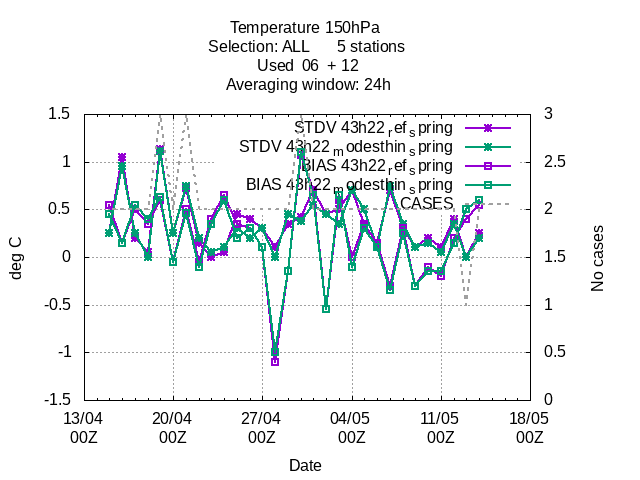 Temperature 150hPa
Selection: ALL 5 stations
Used 06 + 12
Averaging window: 24h
STDV 43h22_ref_spring
STDV 43h22_modesthin_spring
BIAS 43h22_ref_spring
BIAS 43h22_modesthin_spring
CASES
deg C
1.5
1
0.5
0
-0.5
-1
-1.5
3
2.5
2
1.5
1
0.5
0
No cases
13/04 20/04 27/04 04/05 11/05 18/05
00Z 00Z 00Z 00Z 00Z 00Z
Date